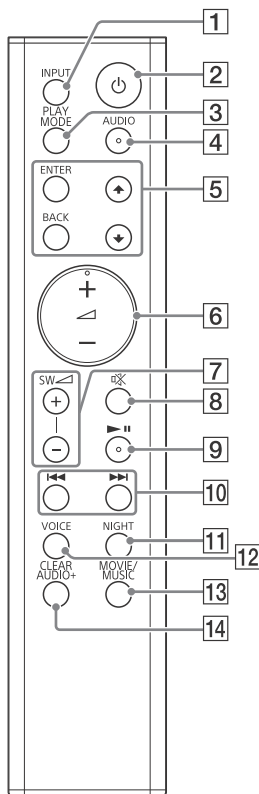 1
INPUT
2
PLAY
MODE
3
AUDIO
4
ENTER
5
BACK
+
6
−
7
SW
+
8
−
9
10
VOICE
NIGHT
11
12
CLEAR
AUDIO+
MOVIE/
MUSIC
13
14